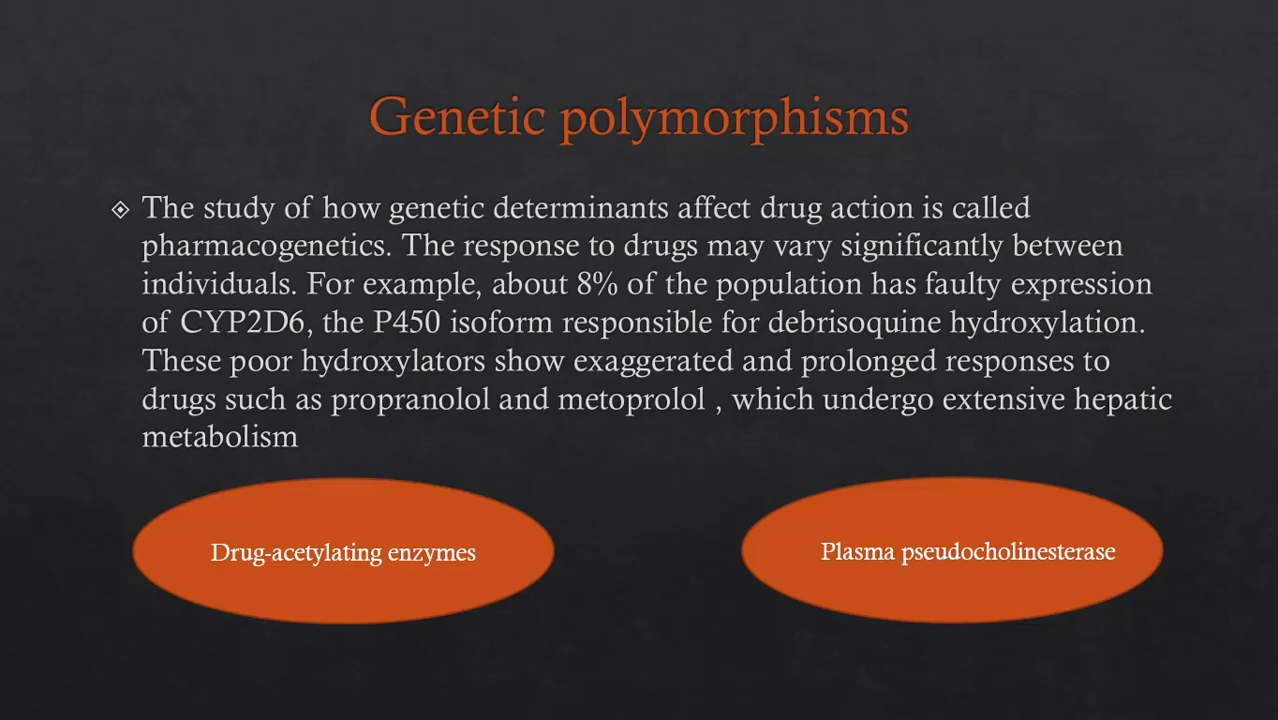 Genetic polymorphisms
The study of how genetic determinants affect drug action is called
pharmacogenetics. The response to drugs may vary significantly between
individuals. For example, about 8% of the population has faulty expression
of CYP2D6, the P450 isoform responsible for debrisoquine hydroxylation.
These poor hydroxylators show exaggerated and prolonged responses to
drugs such as propranolol and metoprolol , which undergo extensive hepatic
metabolism
Drug-acetylating enzymes
Plasma pseudocholinesterase